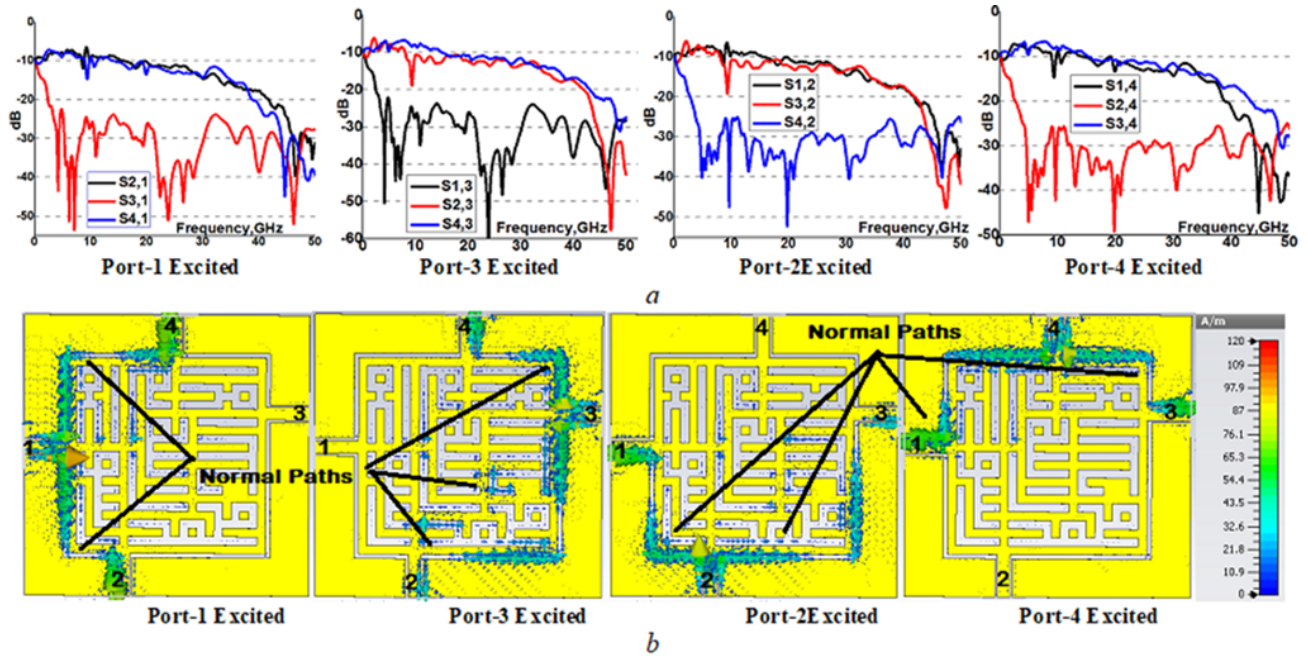 0
-10
-20
-30
-40
-50
dB
S2,1
S3,1
S4,1
Frequency,GHz
0 10 20 30 40 50
Port-1 Excited
0
-10
-20
-30
-40
-50
-60
dB
S1,3
S2,3
S4,3
Frequency,GHz
0 10 20 30 40 50
Port-3 Excited
0
-10
-20
-30
-40
-50
dB
S1,2
S3,2
S4,2
Frequency,GHz
0 10 20 30 40 50
Port-2Excited
0
-10
-20
-30
-40
-50
dB
S1,4
S2,4
S3,4
Frequency,GHz
0 10 20 30 40 50
Port-4 Excited
a
4
3
1
2
Normal Paths
4
3
1
2
Normal Paths
4
3
1
2
4
3
1
2
A/m
120
109
97.9
87
76.1
65.3
54.4
43.5
32.6
21.8
10.9
0
Port-1 Excited
Port-3 Excited
Port-2Excited
Port-4 Excited
b